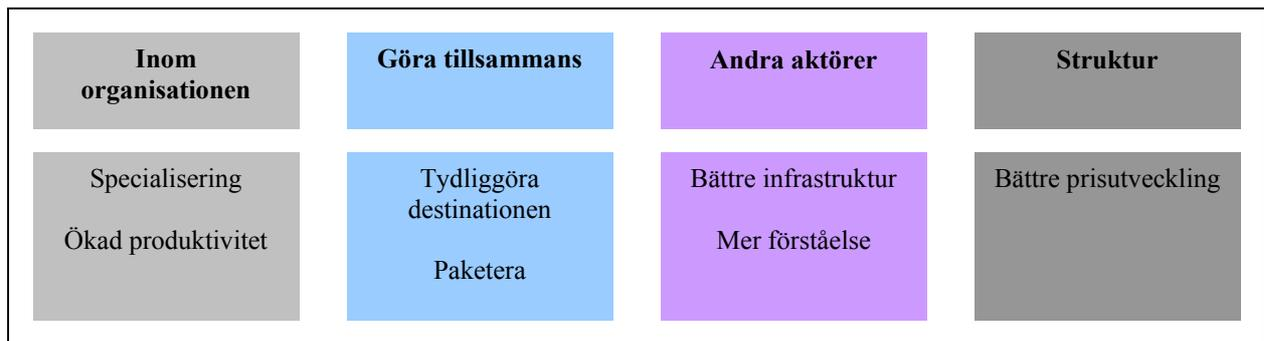 Inom
organisationen
Göra tillsammans
Andra aktörer
Struktur
Specialisering
Ökad produktivitet
Tydliggöra
destinationen
Paketera
Bättre infrastruktur
Mer förståelse
Bättre prisutveckling